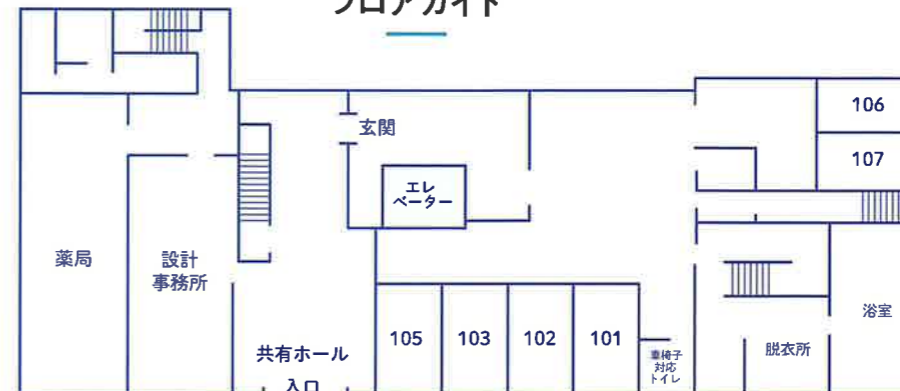 フロアガイド
106
玄関
107
エレ
ベーター
薬局
設計
事務所
浴室
105
103
102
101
共有ホール
車椅子
対応
トイレ
脱衣所
入口